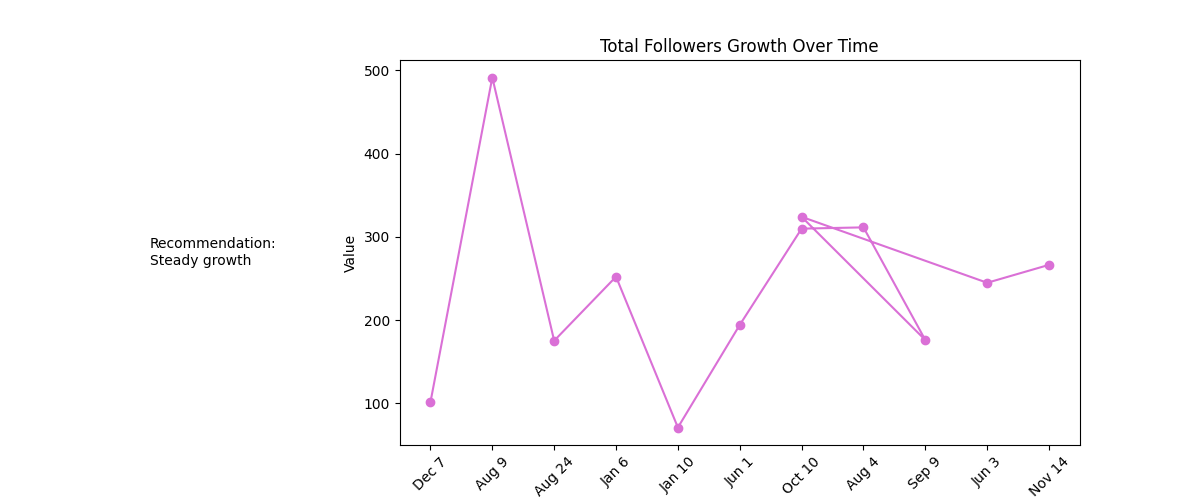 Total Followers Growth Over Time
Recommendation:
Steady growth
Value
500
400
300
200
100
Dec 7
Aug 9
Aug 24
Jan 6
Jan 10
Jun 1
Oct 10
Aug 4
Sep 9
Jun 3
Nov 14